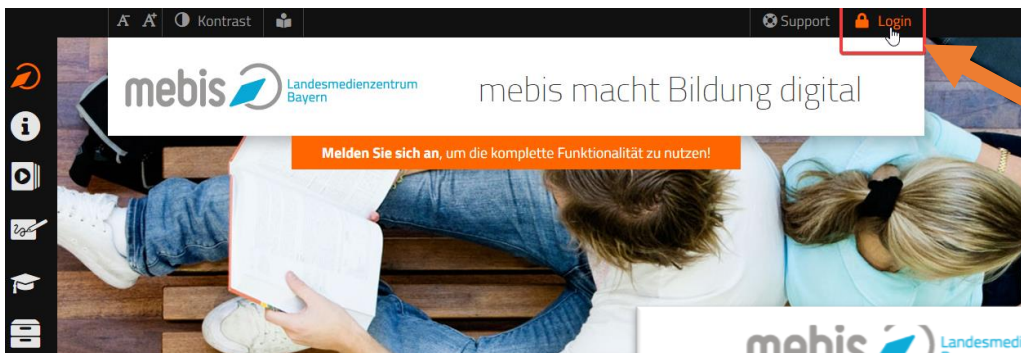 A- A+ Kontrast
Support
Login
mebis Landesmedienzentrum
Bayern
mebis macht Bildung digital
Melden Sie sich an, um die komplette Funktionalität zu nutzen!
mebis